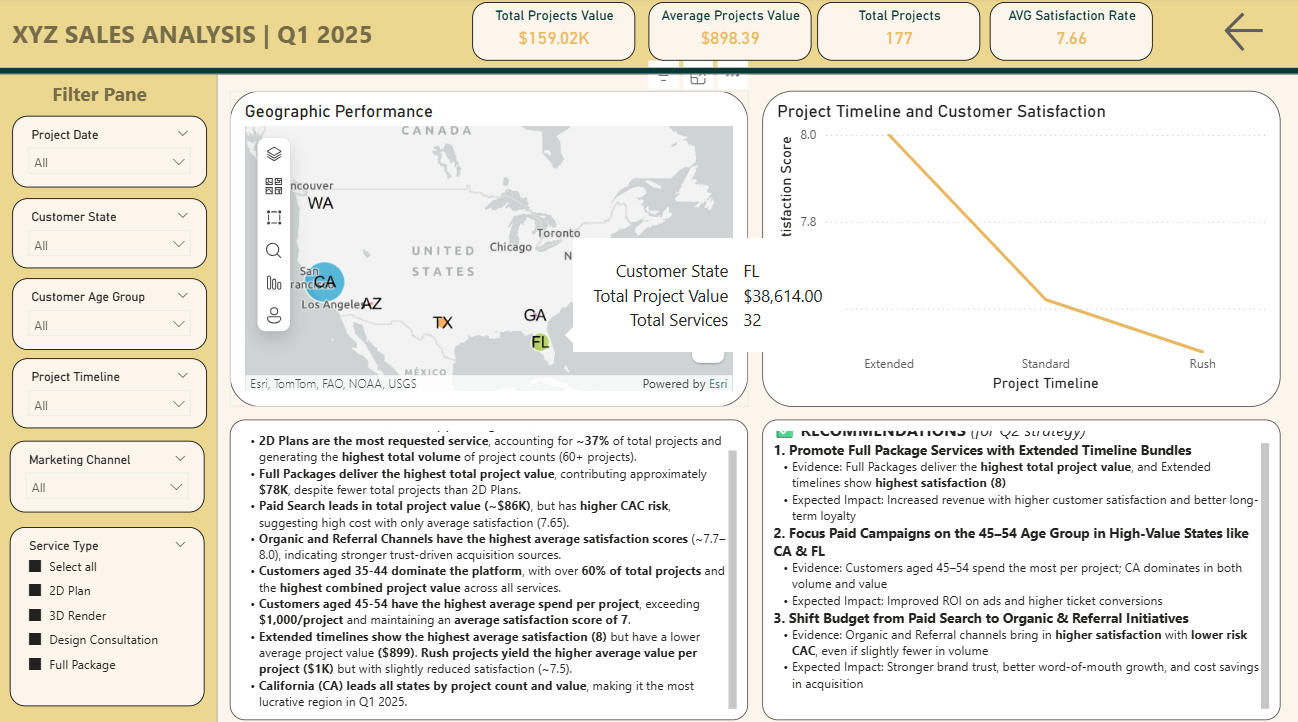 XYZ SALES ANALYSIS | Q1 2025
Total Projects Value
$159.02K
Average Projects Value
$898.39
Total Projects
177
AVG Satisfaction Rate
7.66
Filter Pane
Project Date
All
Customer State
All
Customer Age Group
All
Project Timeline
All
Marketing Channel
All
Service Type
Select all
2D Plan
3D Render
Design Consultation
Full Package
Geographic Performance
CANADA
ncouver
WA
Toronto
Chicago
N
UNITED
STATES
San
ranci
CA
Los Angeles
AZ
TX
GA
FL
MÉXICO
Esri, TomTom, FAO, NOAA, USGS
Powered by Esri
Customer State FL
Total Project Value $38,614.00
Total Services 32
Project Timeline and Customer Satisfaction
tisfaction Score
8.0
7.8
Extended
Standard
Rush
Project Timeline
• 2D Plans are the most requested service, accounting for ~37% of total projects and
generating the highest total volume of project counts (60+ projects).
• Full Packages deliver the highest total project value, contributing approximately
$78K, despite fewer total projects than 2D Plans.
• Paid Search leads in total project value (~$86K), but has higher CAC risk,
suggesting high cost with only average satisfaction (7.65).
• Organic and Referral Channels have the highest average satisfaction scores (~7.7–
8.0), indicating stronger trust-driven acquisition sources.
• Customers aged 35-44 dominate the platform, with over 60% of total projects and
the highest combined project value across all services.
• Customers aged 45-54 have the highest average spend per project, exceeding
$1,000/project and maintaining an average satisfaction score of 7.
• Extended timelines show the highest average satisfaction (8) but have a lower
average project value ($899). Rush projects yield the higher average value per
project ($1K) but with slightly reduced satisfaction (~7.5).
• California (CA) leads all states by project count and value, making it the most
lucrative region in Q1 2025.
RECOMMENDATIONS (for Q2 strategy)
1. Promote Full Package Services with Extended Timeline Bundles
• Evidence: Full Packages deliver the highest total project value, and Extended
timelines show highest satisfaction (8)
• Expected Impact: Increased revenue with higher customer satisfaction and better long-
term loyalty
2. Focus Paid Campaigns on the 45–54 Age Group in High-Value States like
CA & FL
• Evidence: Customers aged 45–54 spend the most per project; CA dominates in both
volume and value
• Expected Impact: Improved ROI on ads and higher ticket conversions
3. Shift Budget from Paid Search to Organic & Referral Initiatives
• Evidence: Organic and Referral channels bring in higher satisfaction with lower risk
CAC, even if slightly fewer in volume
• Expected Impact: Stronger brand trust, better word-of-mouth growth, and cost savings
in acquisition